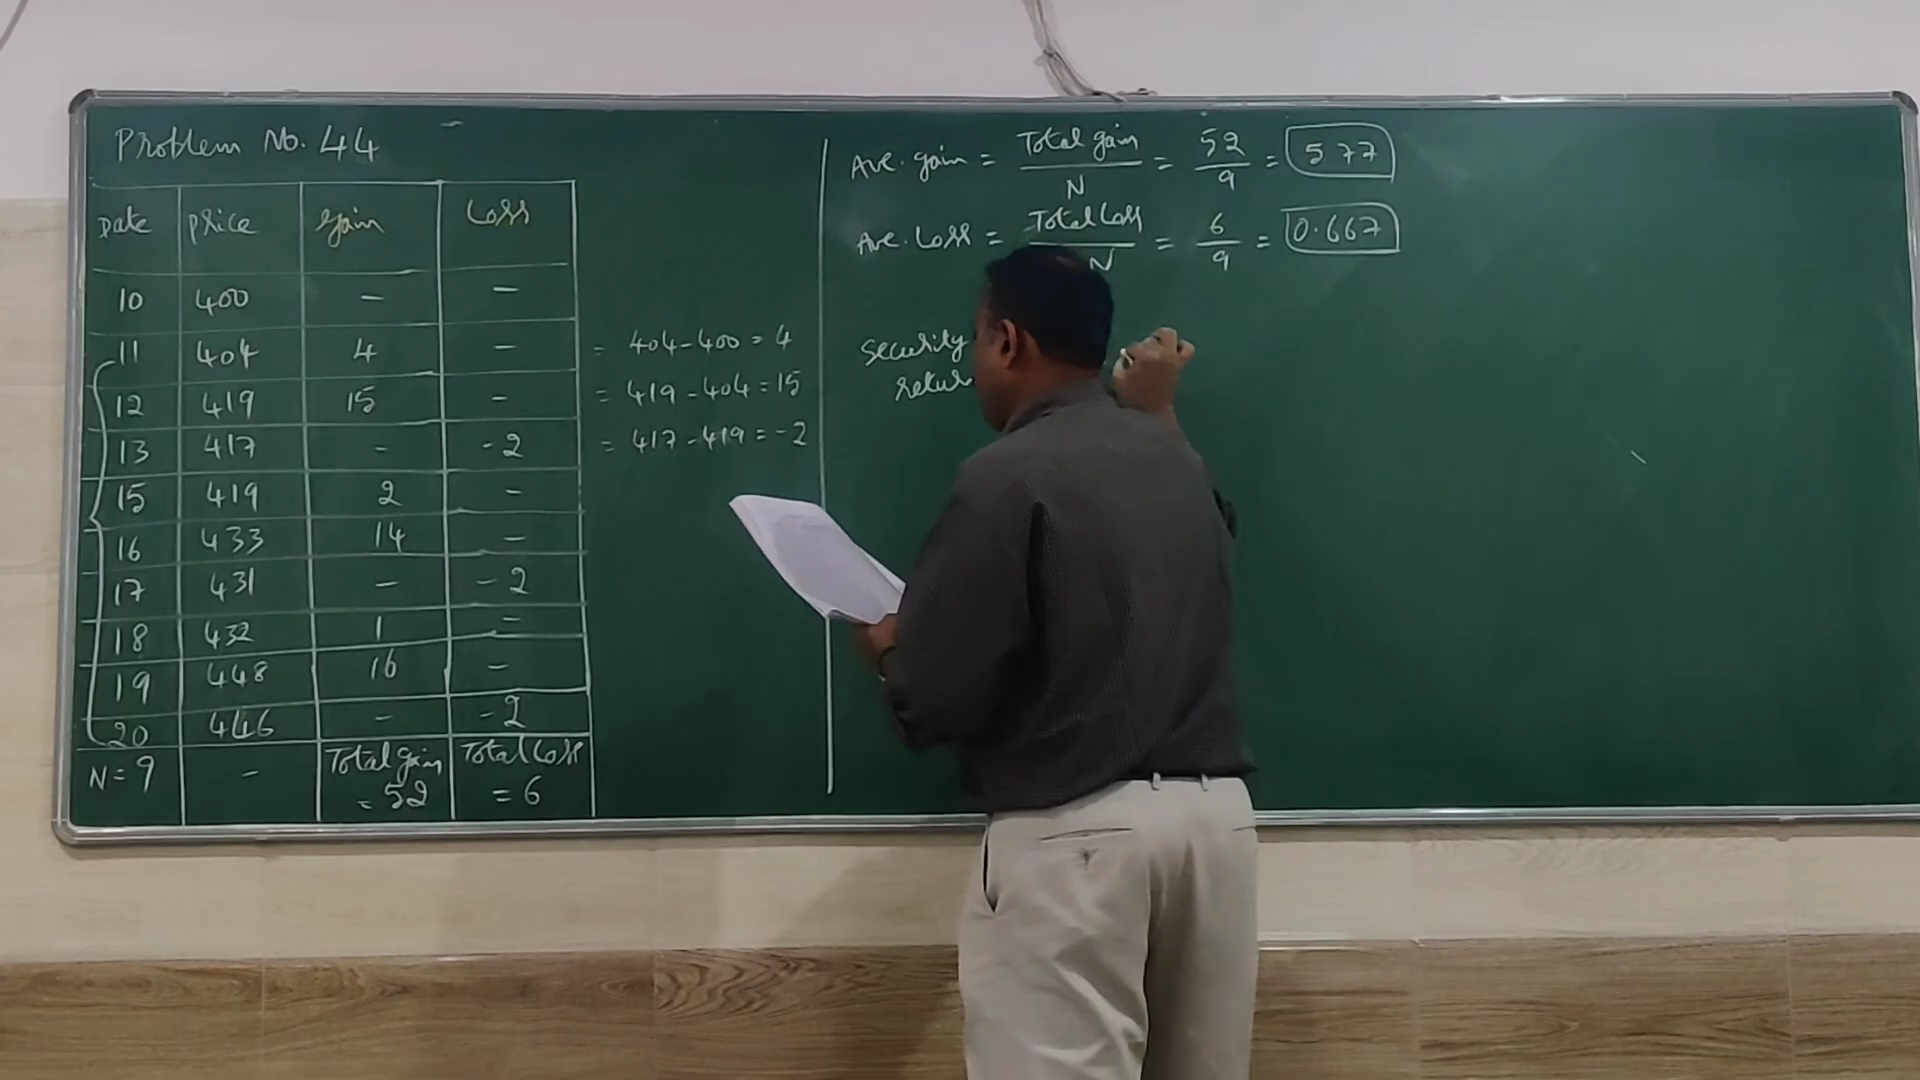 Problem No. 44
Date Price Gain Loss
10 400 - -
11 404 4 -
12 419 15 -
13 417 - -2
15 419 2 -
16 433 14 -
17 431 - -2
18 432 1 -
19 448 16 -
20 446 - -2
N = 9 - Total gain = 52 Total Loss = 6
= 404 - 400 = 4
= 419 - 404 = 15
= 417 - 419 = -2
Ave. gain = Total gain / N = 52 / 9 = 5.77
Ave. Loss = Total Loss / N = 6 / 9 = 0.667
Security